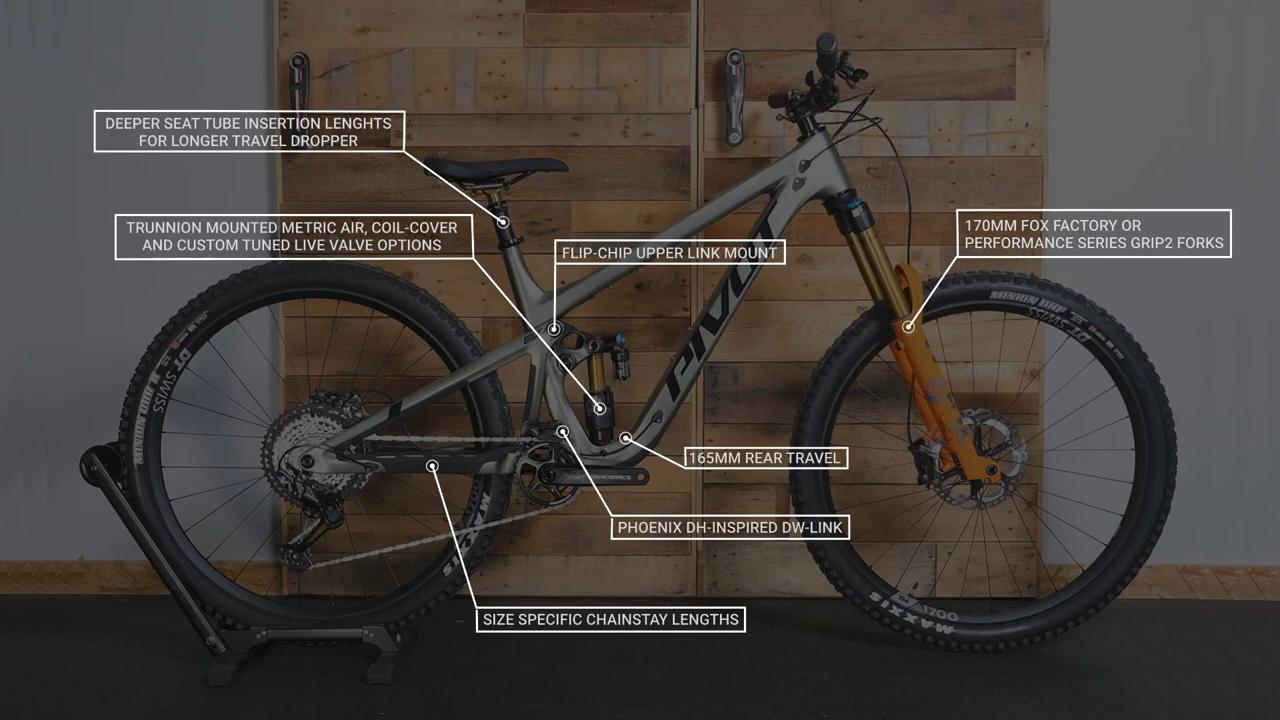 DEEPER SEAT TUBE INSERTION LENGHTS
FOR LONGER TRAVEL DROPPER
TRUNNION MOUNTED METRIC AIR, COIL-COVER
AND CUSTOM TUNED LIVE VALVE OPTIONS
FLIP-CHIP UPPER LINK MOUNT
170MM FOX FACTORY OR
PERFORMANCE SERIES GRIP2 FORKS
PIVOT
MINION DHF
DT SWISS
DT SWISS
165MM REAR TRAVEL
RACEFACE
PHOENIX DH-INSPIRED DW-LINK
SIZE SPECIFIC CHAINSTAY LENGTHS
MAXXIS